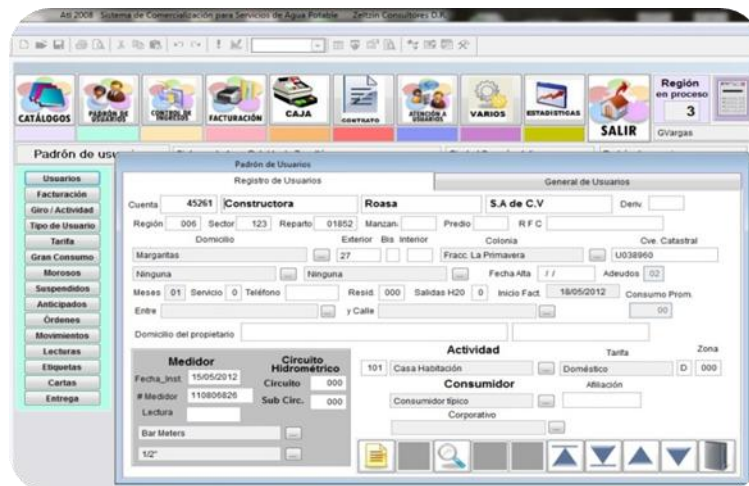 Atl 2008 Sistema de Comercialización para Servicios de Agua Potable Zeltzin Consultores D.R.
CATÁLOGOS PADRÓN DE USUARIOS CONTROL DE INGRESOS FACTURACIÓN CAJA CONTRATO ATENCIÓN A USUARIOS VARIOS ESTADISTICAS SALIR
Región en proceso
3
GVargas
Padrón de
Padrón de Usuarios
Registro de Usuarios General de Usuarios
Usuarios
Facturación
Giro / Actividad
Tipo de Usuario
Tarifa
Gran Consumo
Morosos
Suspendidos
Anticipados
Órdenes
Movimientos
Lecturas
Etiquetas
Cartas
Entrega
Cuenta 45261 Constructora Roasa S.A de C.V Deriv.
Región 006 Sector 123 Reparto 01852 Manzan. Predio R F C
Domicilio Exterior Bis Interior Colonia Cve. Catastral
Margaritas ... 27 Fracc. La Primavera ... U038960
Ninguna ... Ninguna ... Fecha Alta / / Adeudos 02
Meses 01 Servicio 0 Teléfono Resid. 000 Salidas H20 0 Inicio Fact. 18/05/2012 Consumo Prom.
Entre ... y Calle ... 00
Domicilio del propietario
Medidor Circuito Hidrométrico
Fecha_Inst. 15/05/2012 Circuito 000
# Medidor 110806826 Sub Circ. 000
Lectura
Bar Meters ...
1/2" ...
Actividad Tarifa Zona
101 Casa Habitación ... Doméstico D 000
Consumidor Afiliación
Consumidor típico ...
Corporativo
...